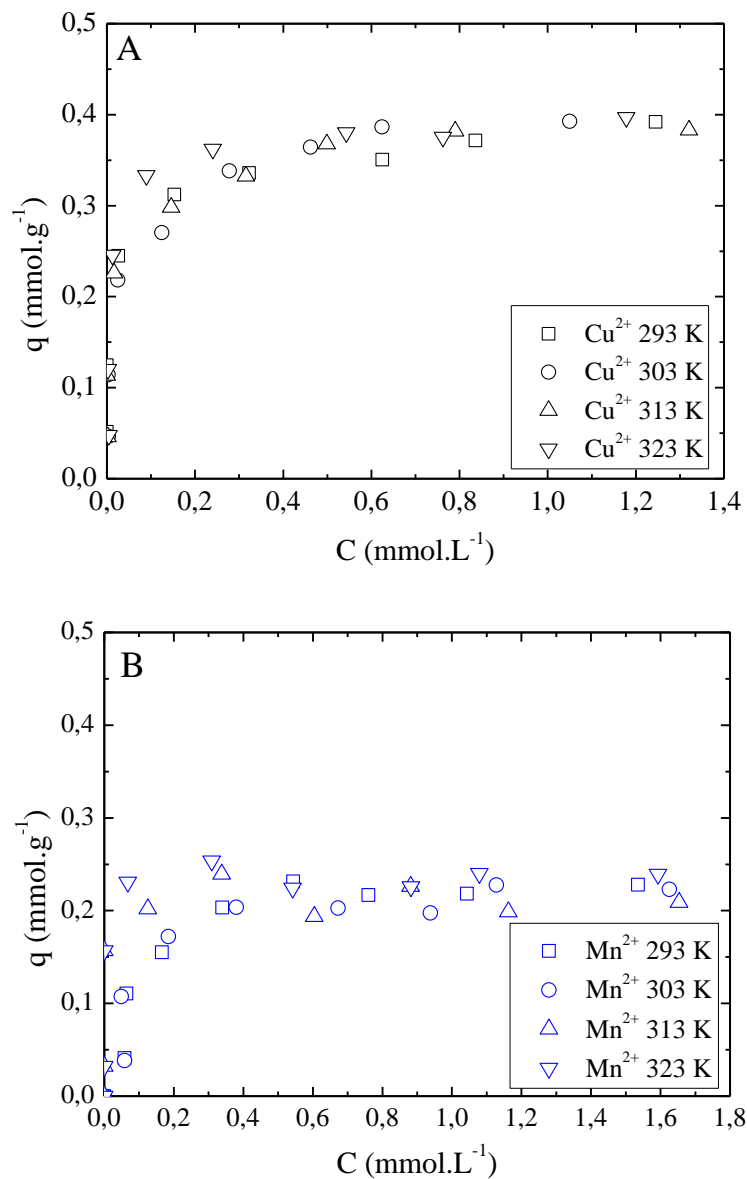 A
0,5
0,4
0,3
0,2
0,1
0,0
q (mmol.g⁻¹)
Cu²⁺ 293 K
Cu²⁺ 303 K
Cu²⁺ 313 K
Cu²⁺ 323 K
0,0 0,2 0,4 0,6 0,8 1,0 1,2 1,4
C (mmol.L⁻¹)
B
0,5
0,4
0,3
0,2
0,1
0,0
q (mmol.g⁻¹)
Mn²⁺ 293 K
Mn²⁺ 303 K
Mn²⁺ 313 K
Mn²⁺ 323 K
0,0 0,2 0,4 0,6 0,8 1,0 1,2 1,4 1,6 1,8
C (mmol.L⁻¹)